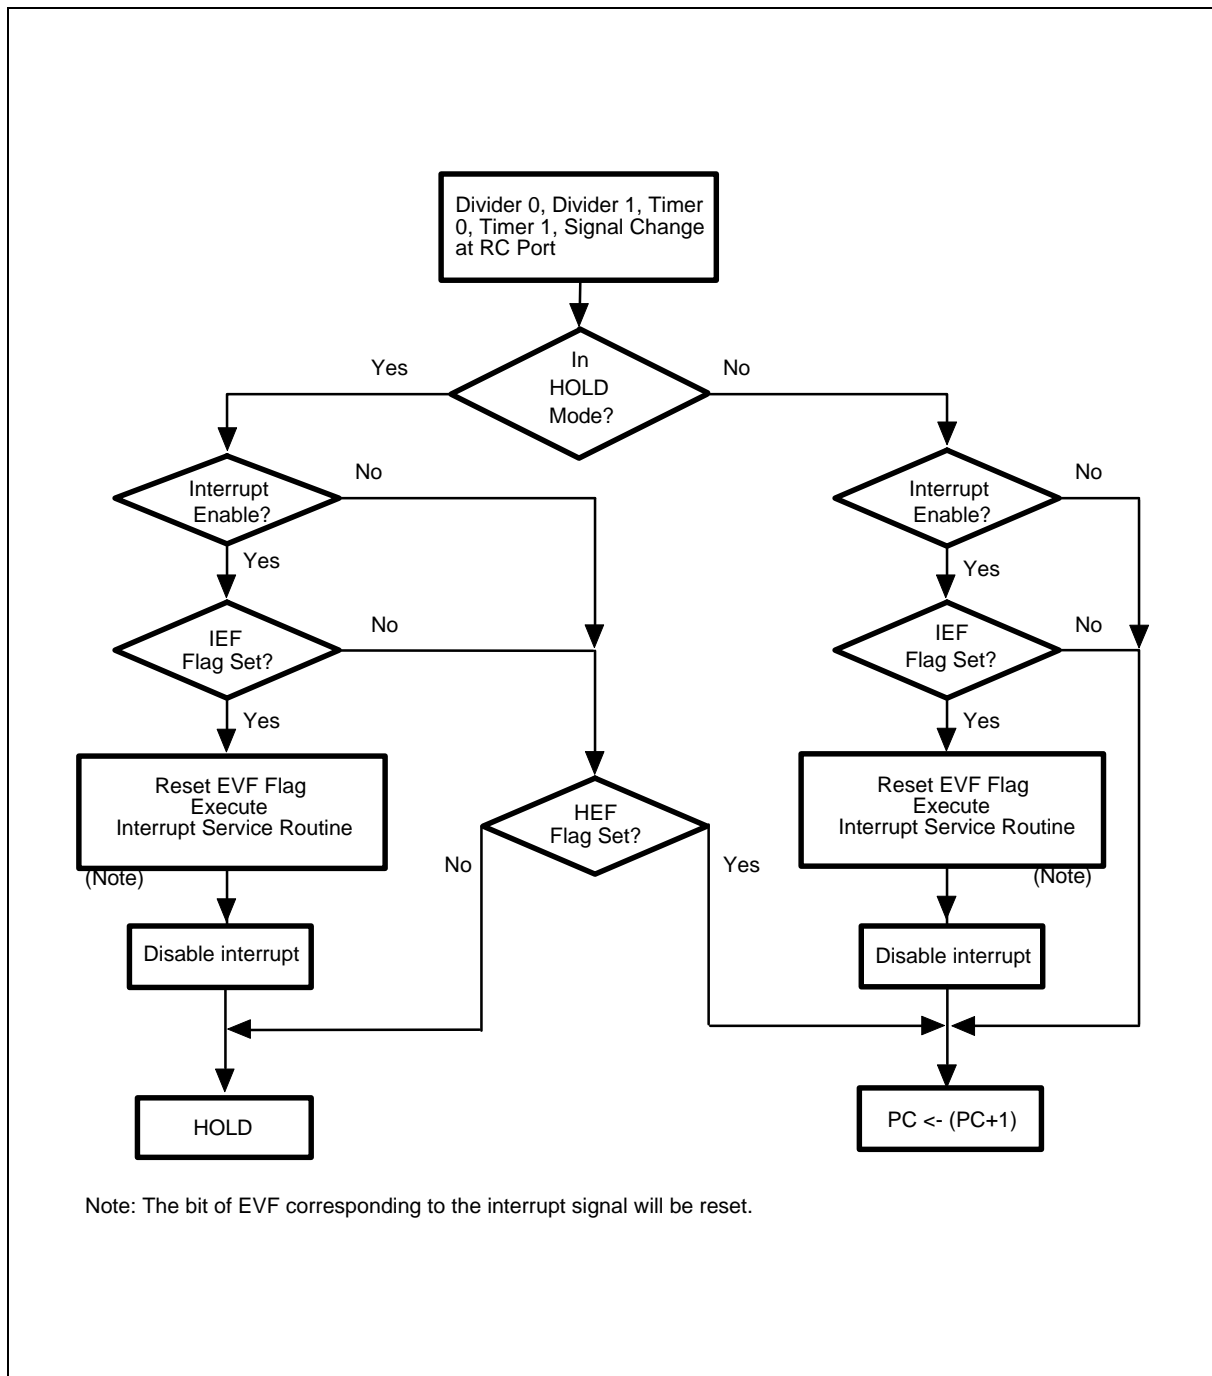 Divider 0, Divider 1, Timer
0, Timer 1, Signal Change
at RC Port
In
HOLD
Mode?
Yes
No
Interrupt
Enable?
No
Yes
Interrupt
Enable?
No
Yes
IEF
Flag Set?
No
Yes
IEF
Flag Set?
No
Yes
Reset EVF Flag
Execute
Interrupt Service Routine
(Note)
HEF
Flag Set?
No
Yes
Reset EVF Flag
Execute
Interrupt Service Routine
(Note)
Disable interrupt
Disable interrupt
HOLD
PC <- (PC+1)
Note: The bit of EVF corresponding to the interrupt signal will be reset.